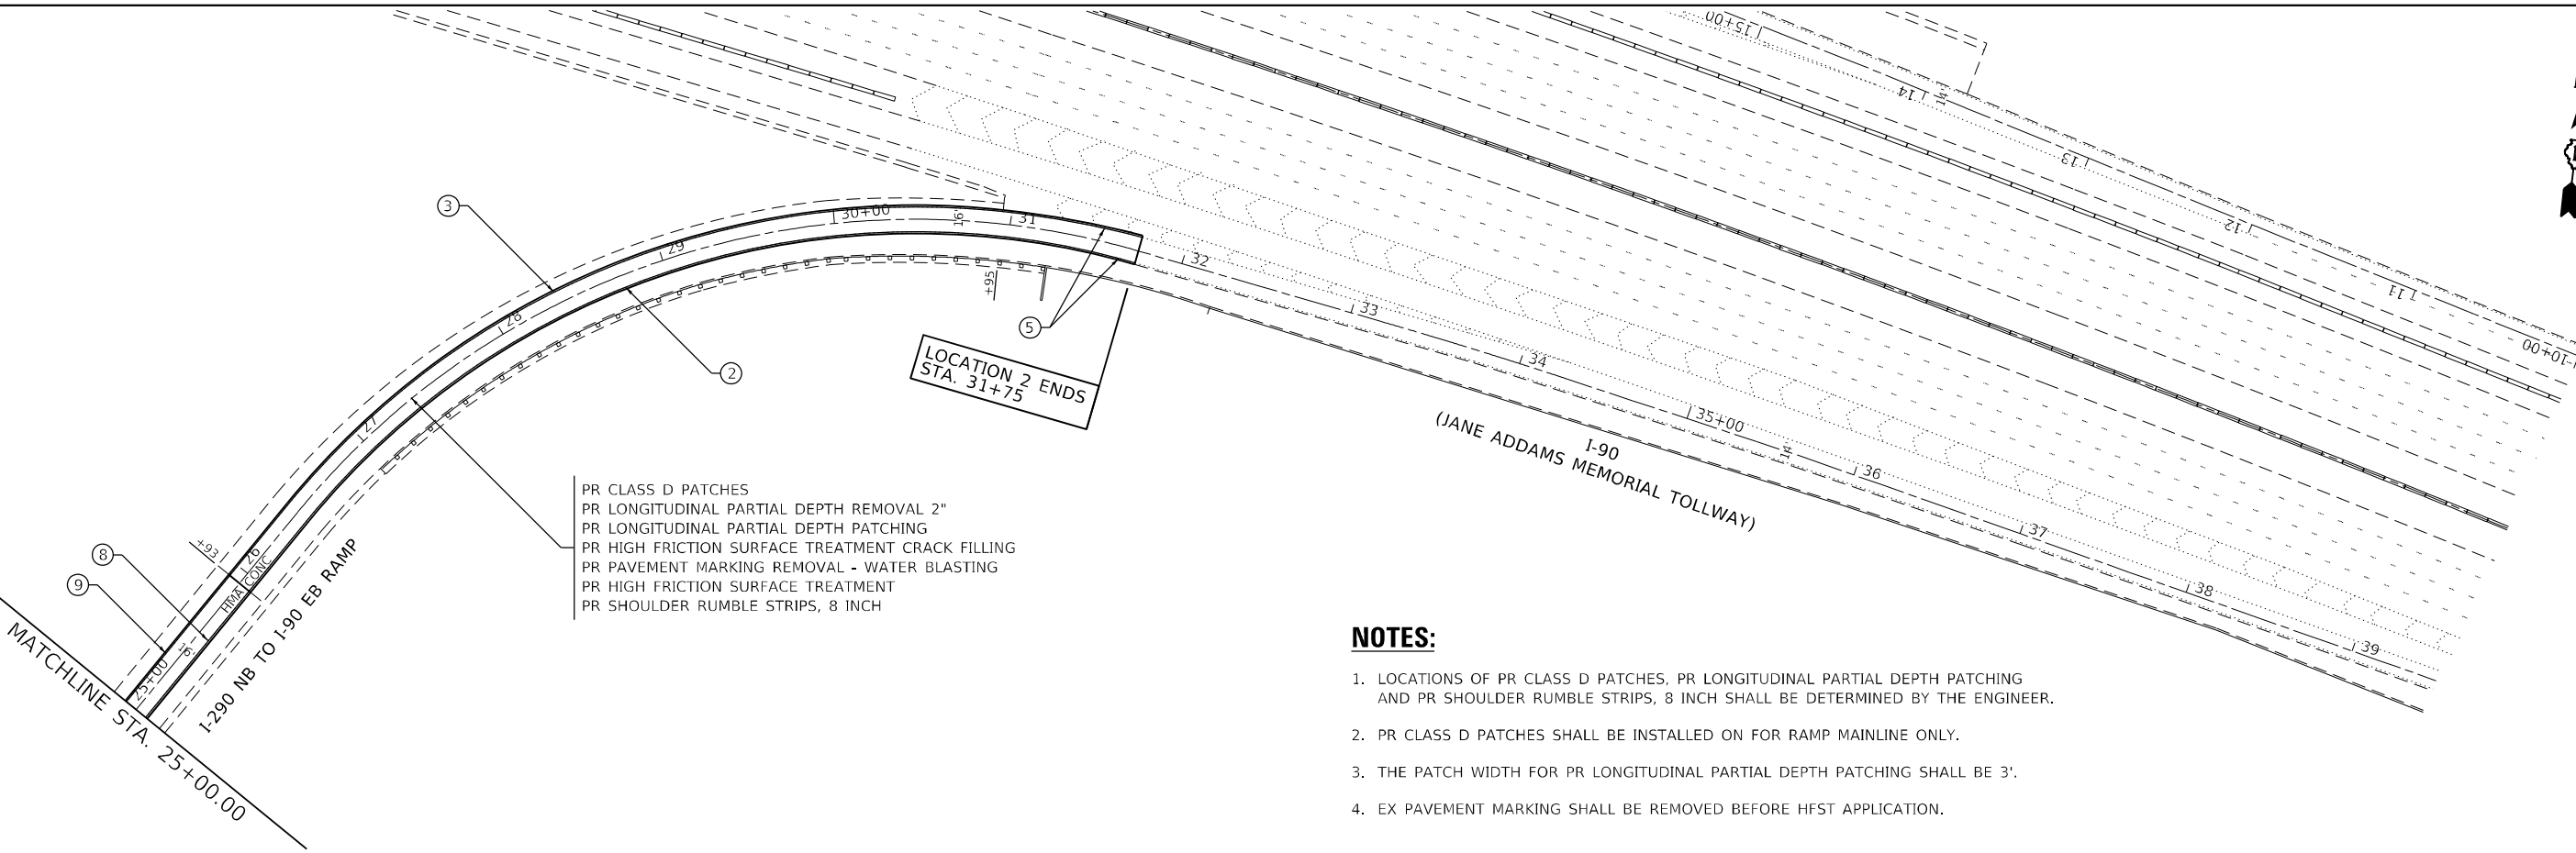 15+00
14
14'
13
12
11
10+00
3
30+00
16'
31
29
32
+95
28
33
5
2
34
LOCATION 2 ENDS
STA. 31+75
35+00
27
I-90
(JANE ADDAMS MEMORIAL TOLLWAY)
14'
36
PR CLASS D PATCHES
PR LONGITUDINAL PARTIAL DEPTH REMOVAL 2"
PR LONGITUDINAL PARTIAL DEPTH PATCHING
PR HIGH FRICTION SURFACE TREATMENT CRACK FILLING
PR PAVEMENT MARKING REMOVAL - WATER BLASTING
PR HIGH FRICTION SURFACE TREATMENT
PR SHOULDER RUMBLE STRIPS, 8 INCH
37
38
39
+93
26
8
HMA
CONC
9
16'
25+00
I-290 NB TO I-90 EB RAMP
MATCHLINE STA. 25+00.00
NOTES:
1. LOCATIONS OF PR CLASS D PATCHES, PR LONGITUDINAL PARTIAL DEPTH PATCHING
AND PR SHOULDER RUMBLE STRIPS, 8 INCH SHALL BE DETERMINED BY THE ENGINEER.
2. PR CLASS D PATCHES SHALL BE INSTALLED ON FOR RAMP MAINLINE ONLY.
3. THE PATCH WIDTH FOR PR LONGITUDINAL PARTIAL DEPTH PATCHING SHALL BE 3'.
4. EX PAVEMENT MARKING SHALL BE REMOVED BEFORE HFST APPLICATION.